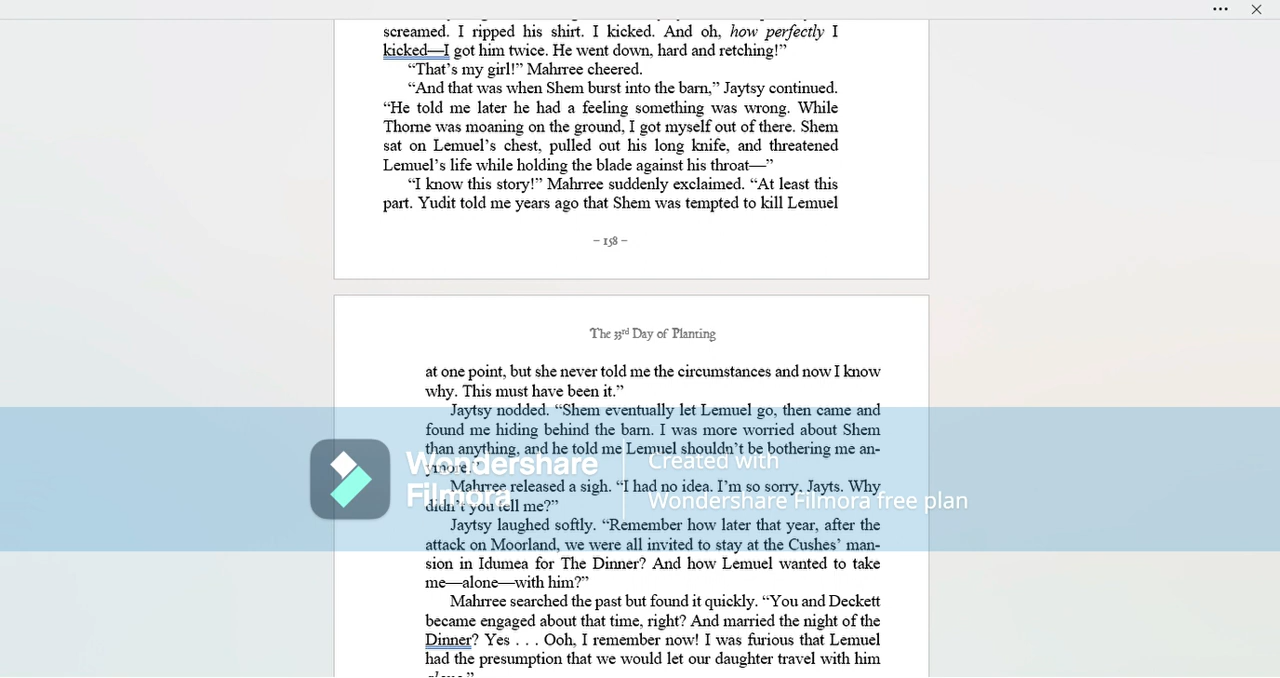 screamed. I ripped his shirt. I kicked. And oh, how perfectly I
kicked—I got him twice. He went down, hard and retching!”
“That’s my girl!” Mahrree cheered.
“And that was when Shem burst into the barn,” Jaytsy continued.
“He told me later he had a feeling something was wrong. While
Thorne was moaning on the ground, I got myself out of there. Shem
sat on Lemuel’s chest, pulled out his long knife, and threatened
Lemuel’s life while holding the blade against his throat—”
“I know this story!” Mahrree suddenly exclaimed. “At least this
part. Yudit told me years ago that Shem was tempted to kill Lemuel
– 158 –
The 33rd Day of Planting
at one point, but she never told me the circumstances and now I know
why. This must have been it.”
Jaytsy nodded. “Shem eventually let Lemuel go, then came and
found me hiding behind the barn. I was more worried about Shem
than anything, and he told me Lemuel shouldn’t be bothering me an-
ymore.”
Mahrree released a sigh. “I had no idea. I’m so sorry, Jayts. Why
didn’t you tell me?”
Wondershare
Filmora
Created with
Wondershare Filmora free plan
Jaytsy laughed softly. “Remember how later that year, after the
attack on Moorland, we were all invited to stay at the Cushes’ man-
sion in Idumea for The Dinner? And how Lemuel wanted to take
me—alone—with him?”
Mahrree searched the past but found it quickly. “You and Deckett
became engaged about that time, right? And married the night of the
Dinner? Yes . . . Ooh, I remember now! I was furious that Lemuel
had the presumption that we would let our daughter travel with him